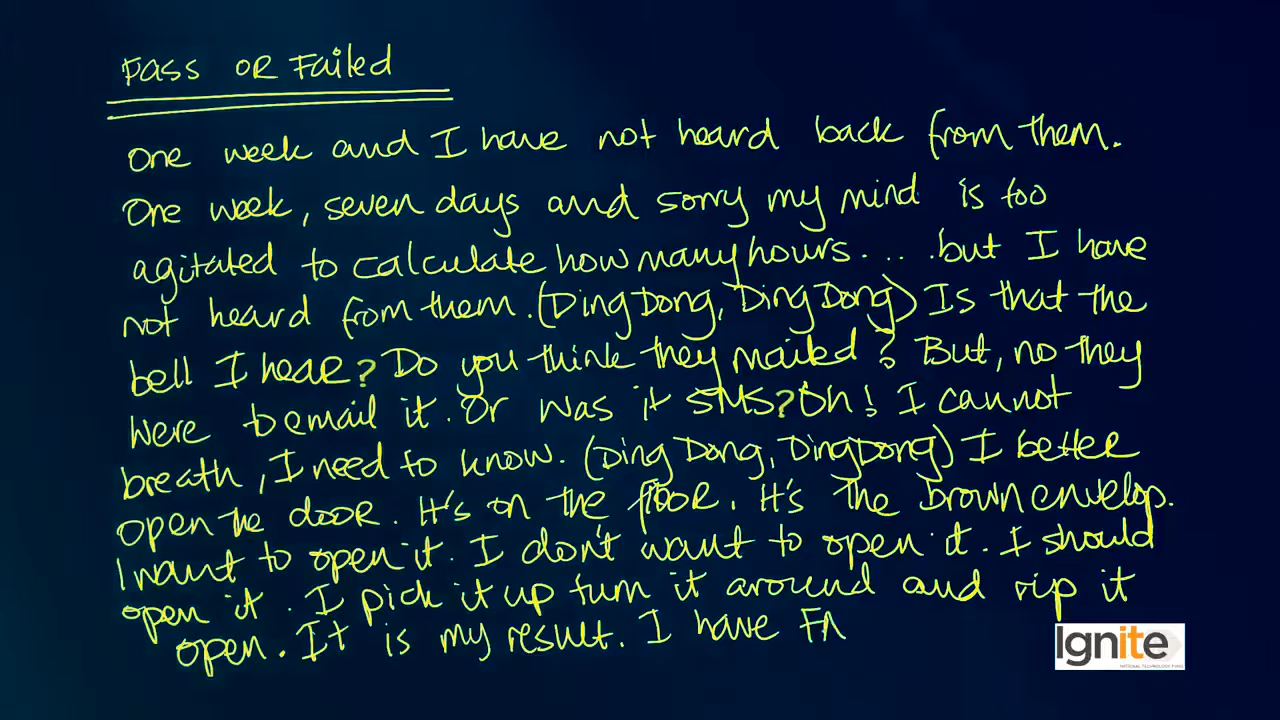 Pass or Failed
One week and I have not heard back from them.
One week, seven days and sorry my mind is too
agitated to calculate how many hours.... but I have
not heard from them. (Ding Dong, Ding Dong) Is that the
bell I hear? Do you think they mailed? But, no they
were to email it. Or was it SMS? Oh! I cannot
breath, I need to know. (Ding Dong, Ding Dong) I better
open the door. It's on the floor. It's the brown envelop.
I want to open it. I don't want to open it. I should
open it. I pick it up turn it around and rip it
open. It is my result. I have FA
Ignite
NATIONAL TECHNOLOGY FUND